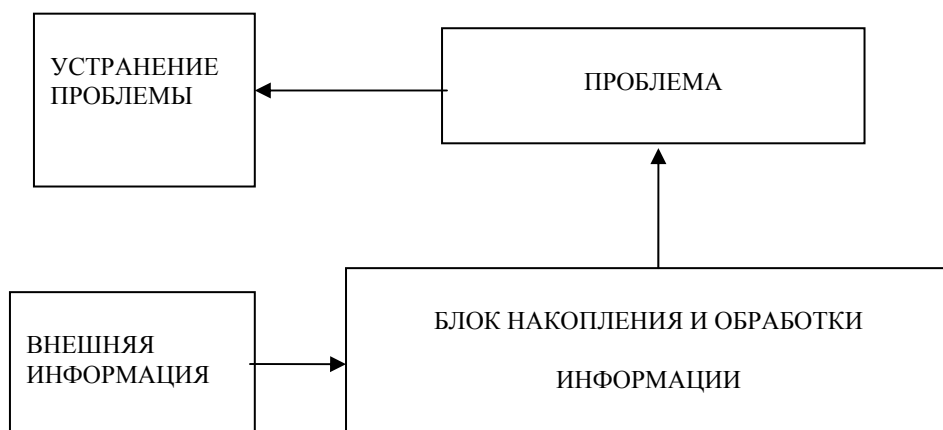 УСТРАНЕНИЕ
ПРОБЛЕМЫ
ПРОБЛЕМА
ВНЕШНЯЯ
ИНФОРМАЦИЯ
БЛОК НАКОПЛЕНИЯ И ОБРАБОТКИ
ИНФОРМАЦИИ